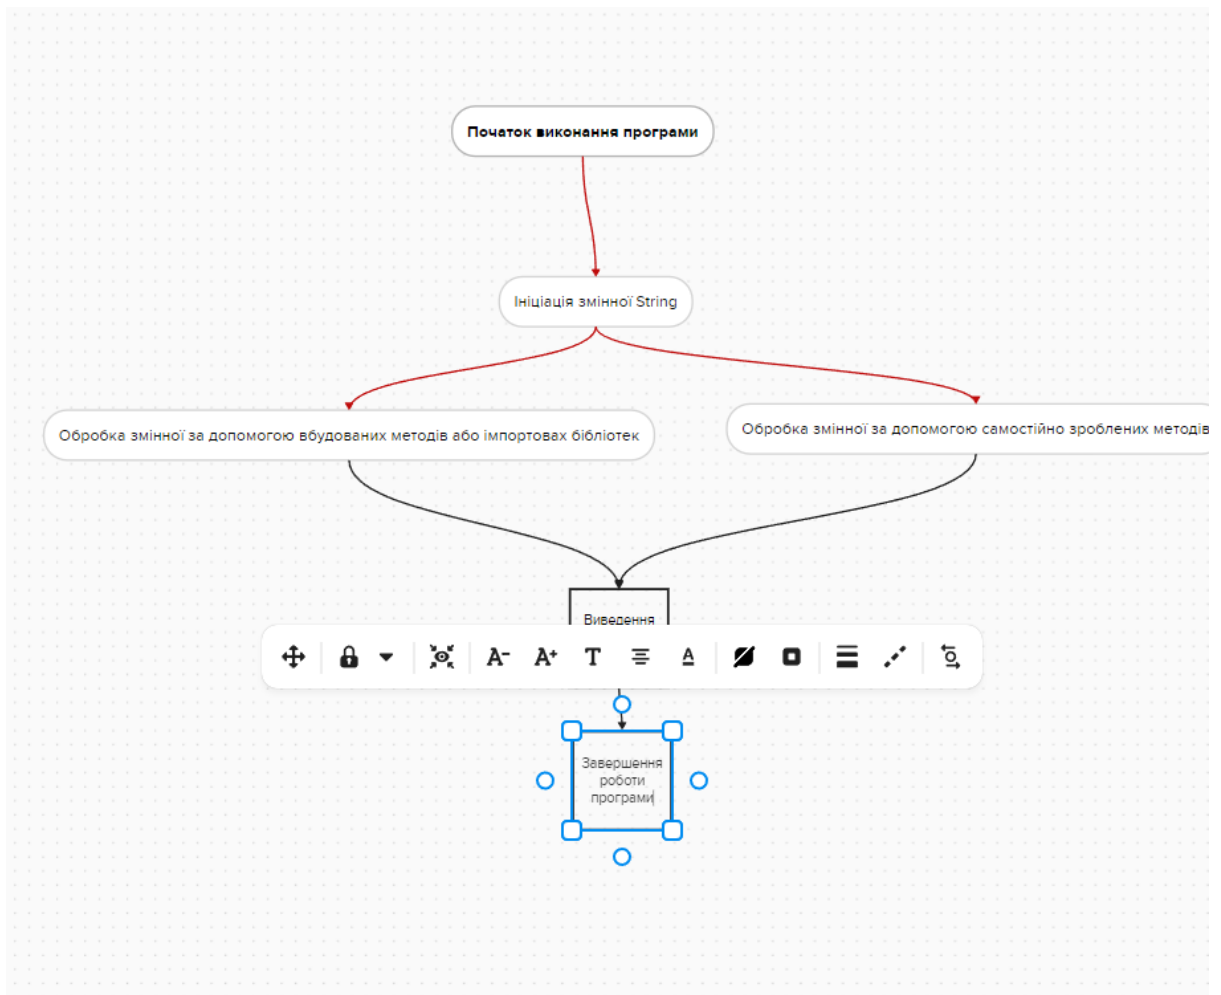 Початок виконання програми
Ініціація змінної String
Обробка змінної за допомогою вбудованих методів або імпортовах бібліотек
Обробка змінної за допомогою самостійно зроблених методів
Виведення
A- A+ T A
Завершення
роботи
програми